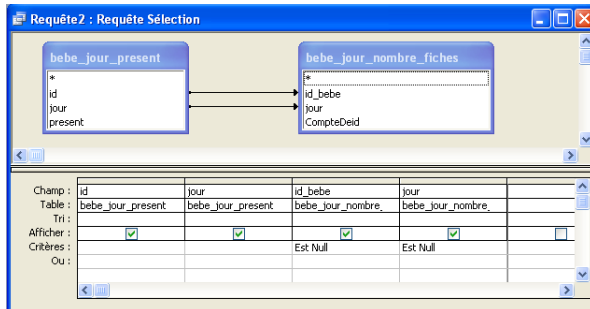 Requête2 : Requête Sélection
bebe_jour_present
*
id
jour
present
bebe_jour_nombre_fiches
*
id_bebe
jour
CompteDeid
Champ : id jour id_bebe jour
Table : bebe_jour_present bebe_jour_present bebe_jour_nombre_ bebe_jour_nombre_
Tri :
Afficher :
Critères : Est Null Est Null
Ou :